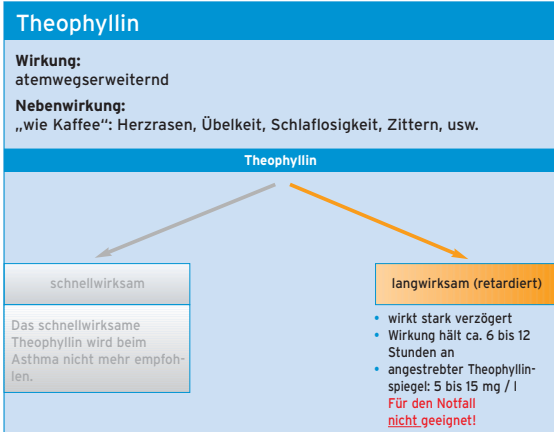 Theophyllin
Wirkung:
atemwegserweiternd
Nebenwirkung:
„wie Kaffee“: Herzrasen, Übelkeit, Schlaflosigkeit, Zittern, usw.
Theophyllin
schnellwirksam
Das schnellwirksame
Theophyllin wird beim
Asthma nicht mehr empfoh-
len.
langwirksam (retardiert)
• wirkt stark verzögert
• Wirkung hält ca. 6 bis 12
Stunden an
• angestrebter Theophyllin-
spiegel: 5 bis 15 mg / l
Für den Notfall
nicht geeignet!